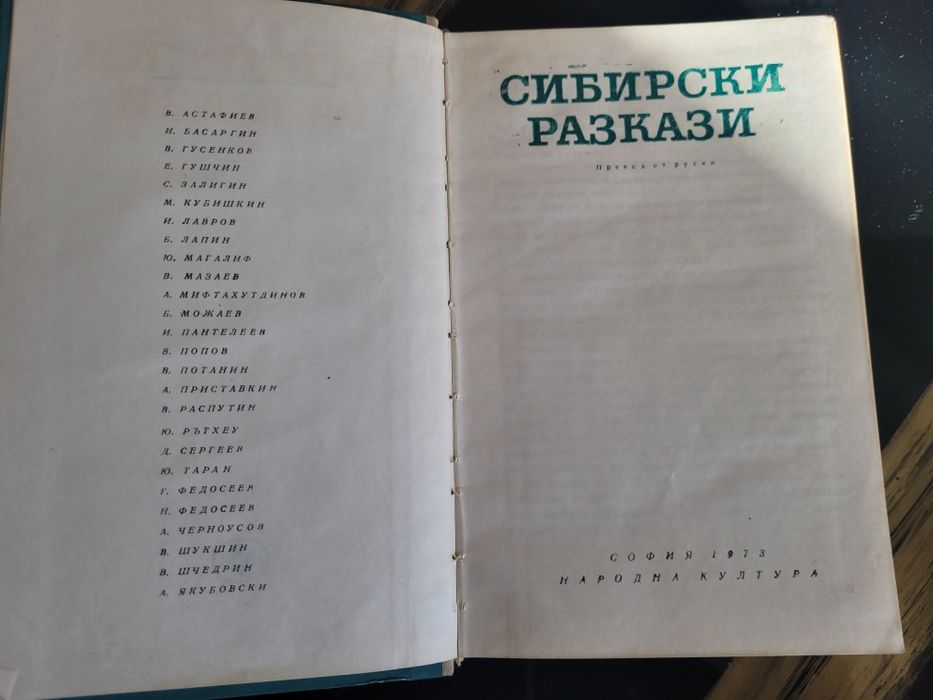 В. АСТАФИЕВ
И. БАСАРГИН
В. ГУСЕНКОВ
Е. ГУШЧИН
С. ЗАЛИГИН
М. КУБИШКИН
И. ЛАВРОВ
Б. ЛАПИН
Ю. МАГАЛИФ
В. МАЗАЕВ
А. МИФТАХУТДИНОВ
Б. МОЖАЕВ
И. ПАНТЕЛЕЕВ
В. ПОПОВ
В. ПОТАНИН
А. ПРИСТАВКИН
В. РАСПУТИН
Ю. РЪТХЕУ
Д. СЕРГЕЕВ
Ю. ТАРАН
Г. ФЕДОСЕЕВ
И. ФЕДОСЕЕВ
А. ЧЕРНОУСОВ
В. ШУКШИН
В. ШЧЕДРИН
А. ЯКУБОВСКИ
СИБИРСКИ
РАЗКАЗИ
Превел от руски
СОФИЯ 1973
НАРОДНА КУЛТУРА